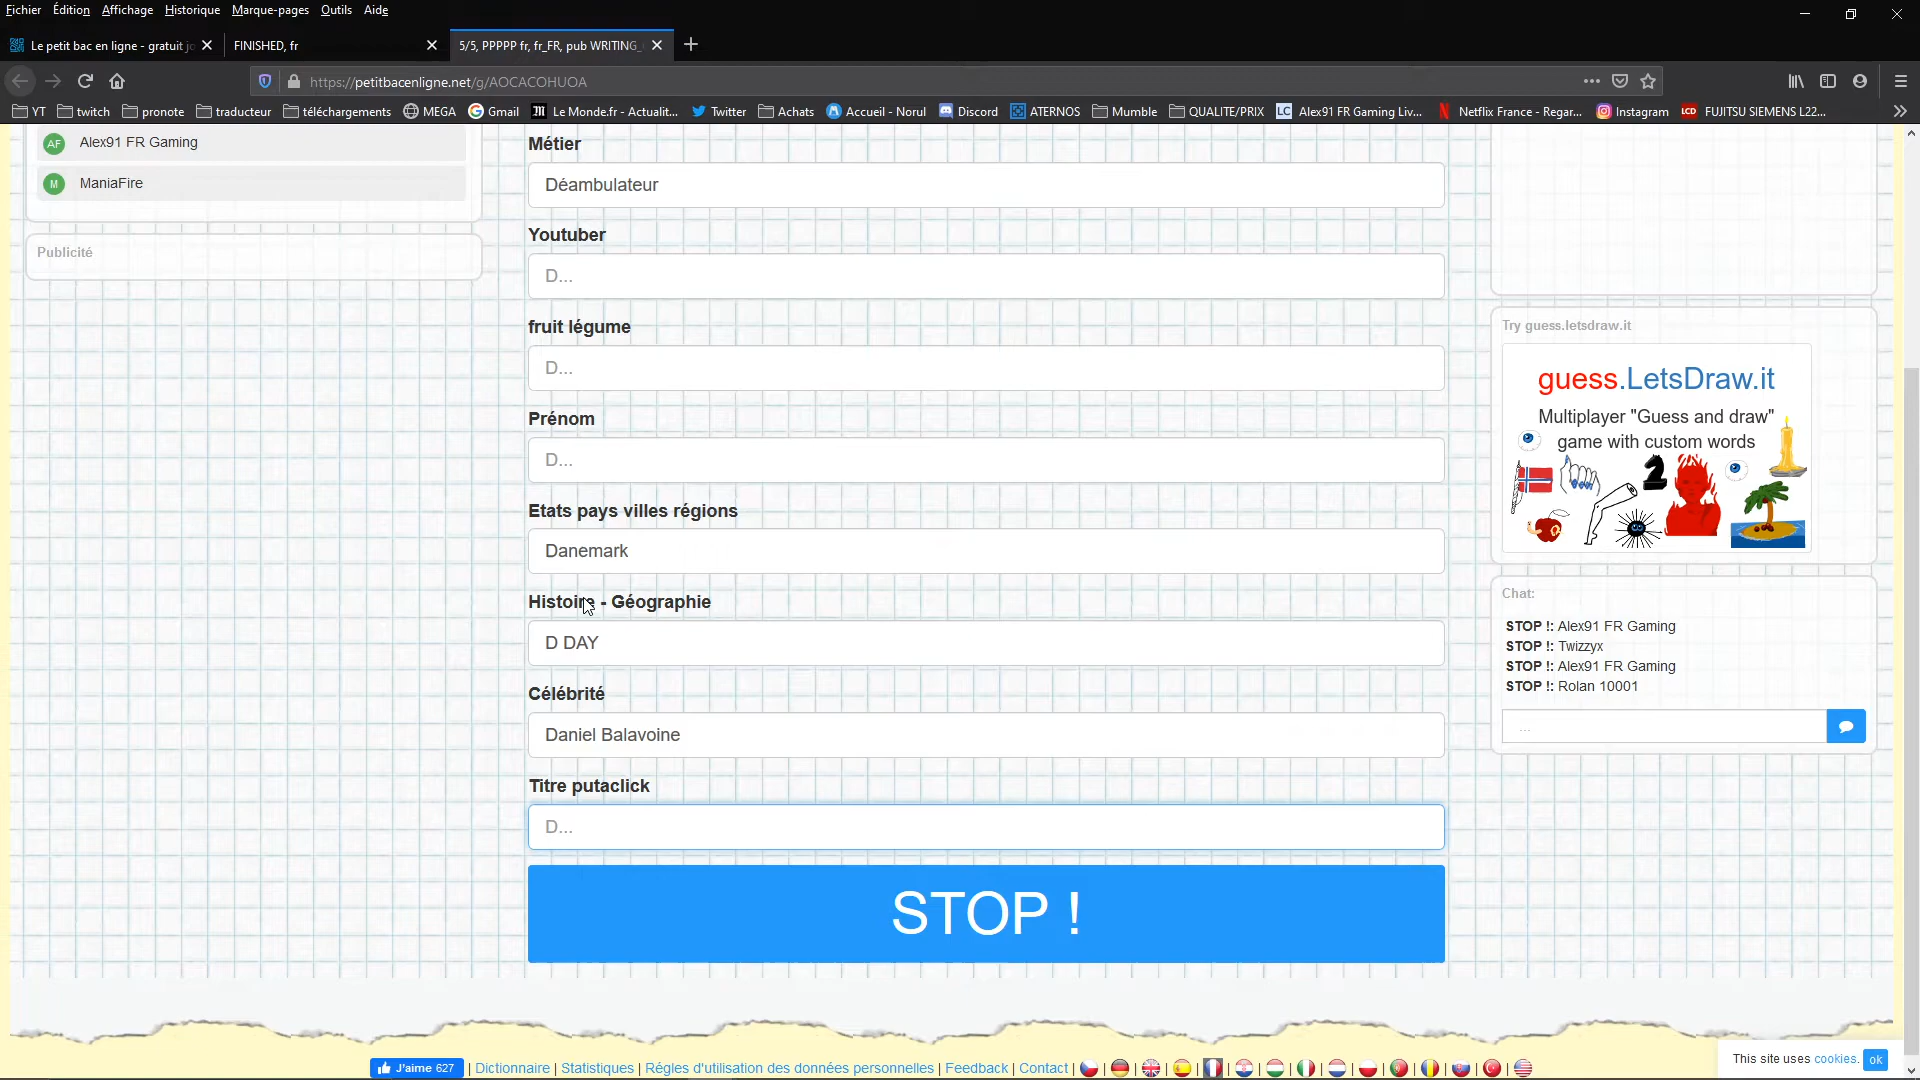 Fichier Édition Affichage Historique Marque-pages Outils Aide
Le petit bac en ligne - gratuit jo
FINISHED, fr
5/5, PPPPP fr, fr_FR, pub WRITING_
https://petitbacenligne.net/g/AOCACOHUOA
YT twitch pronote traducteur téléchargements MEGA Gmail Le Monde.fr - Actualit... Twitter Achats Accueil - Norul Discord ATERNOS Mumble QUALITE/PRIX LC Alex91 FR Gaming Liv... Netflix France - Regar... Instagram LCD FUJITSU SIEMENS L22...
AF Alex91 FR Gaming
M ManiaFire
Publicité
Métier
Déambulateur
Youtuber
D...
fruit légume
D...
Prénom
D...
Etats pays villes régions
Danemark
Histoire - Géographie
D DAY
Célébrité
Daniel Balavoine
Titre putaclick
D...
STOP !
Try guess.letsdraw.it
guess.LetsDraw.it
Multiplayer "Guess and draw"
game with custom words
Chat:
STOP !: Alex91 FR Gaming
STOP !: Twizzyx
STOP !: Alex91 FR Gaming
STOP !: Rolan 10001
...
J'aime 627 | Dictionnaire | Statistiques | Régles d'utilisation des données personnelles | Feedback | Contact |
This site uses cookies. ok